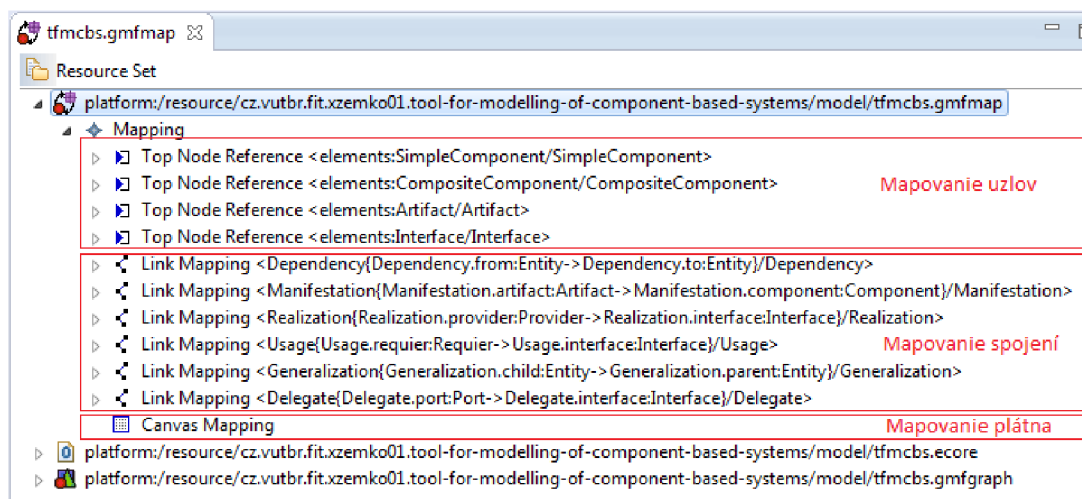 tfmcbs.gmfmap
Resource Set
platform:/resource/cz.vutbr.fit.xzemko01.tool-for-modelling-of-component-based-systems/model/tfmcbs.gmfmap
Mapping
Top Node Reference <elements:SimpleComponent/SimpleComponent>
Top Node Reference <elements:CompositeComponent/CompositeComponent>
Mapovanie uzlov
Top Node Reference <elements:Artifact/Artifact>
Top Node Reference <elements:Interface/Interface>
Link Mapping <Dependency{Dependency.from:Entity->Dependency.to:Entity}/Dependency>
Link Mapping <Manifestation{Manifestation.artifact:Artifact->Manifestation.component:Component}/Manifestation>
Link Mapping <Realization{Realization.provider:Provider->Realization.interface:Interface}/Realization>
Link Mapping <Usage{Usage.requier:Requier->Usage.interface:Interface}/Usage>
Mapovanie spojení
Link Mapping <Generalization{Generalization.child:Entity->Generalization.parent:Entity}/Generalization>
Link Mapping <Delegate{Delegate.port:Port->Delegate.interface:Interface}/Delegate>
Canvas Mapping
Mapovanie plátna
platform:/resource/cz.vutbr.fit.xzemko01.tool-for-modelling-of-component-based-systems/model/tfmcbs.ecore
platform:/resource/cz.vutbr.fit.xzemko01.tool-for-modelling-of-component-based-systems/model/tfmcbs.gmfgraph